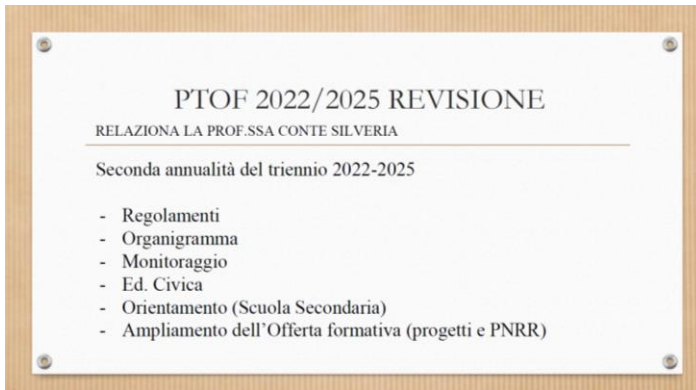 PTOF 2022/2025 REVISIONE
RELAZIONA LA PROF.SSA CONTE SILVERIA
Seconda annualità del triennio 2022-2025
- Regolamenti
- Organigramma
- Monitoraggio
- Ed. Civica
- Orientamento (Scuola Secondaria)
- Ampliamento dell'Offerta formativa (progetti e PNRR)